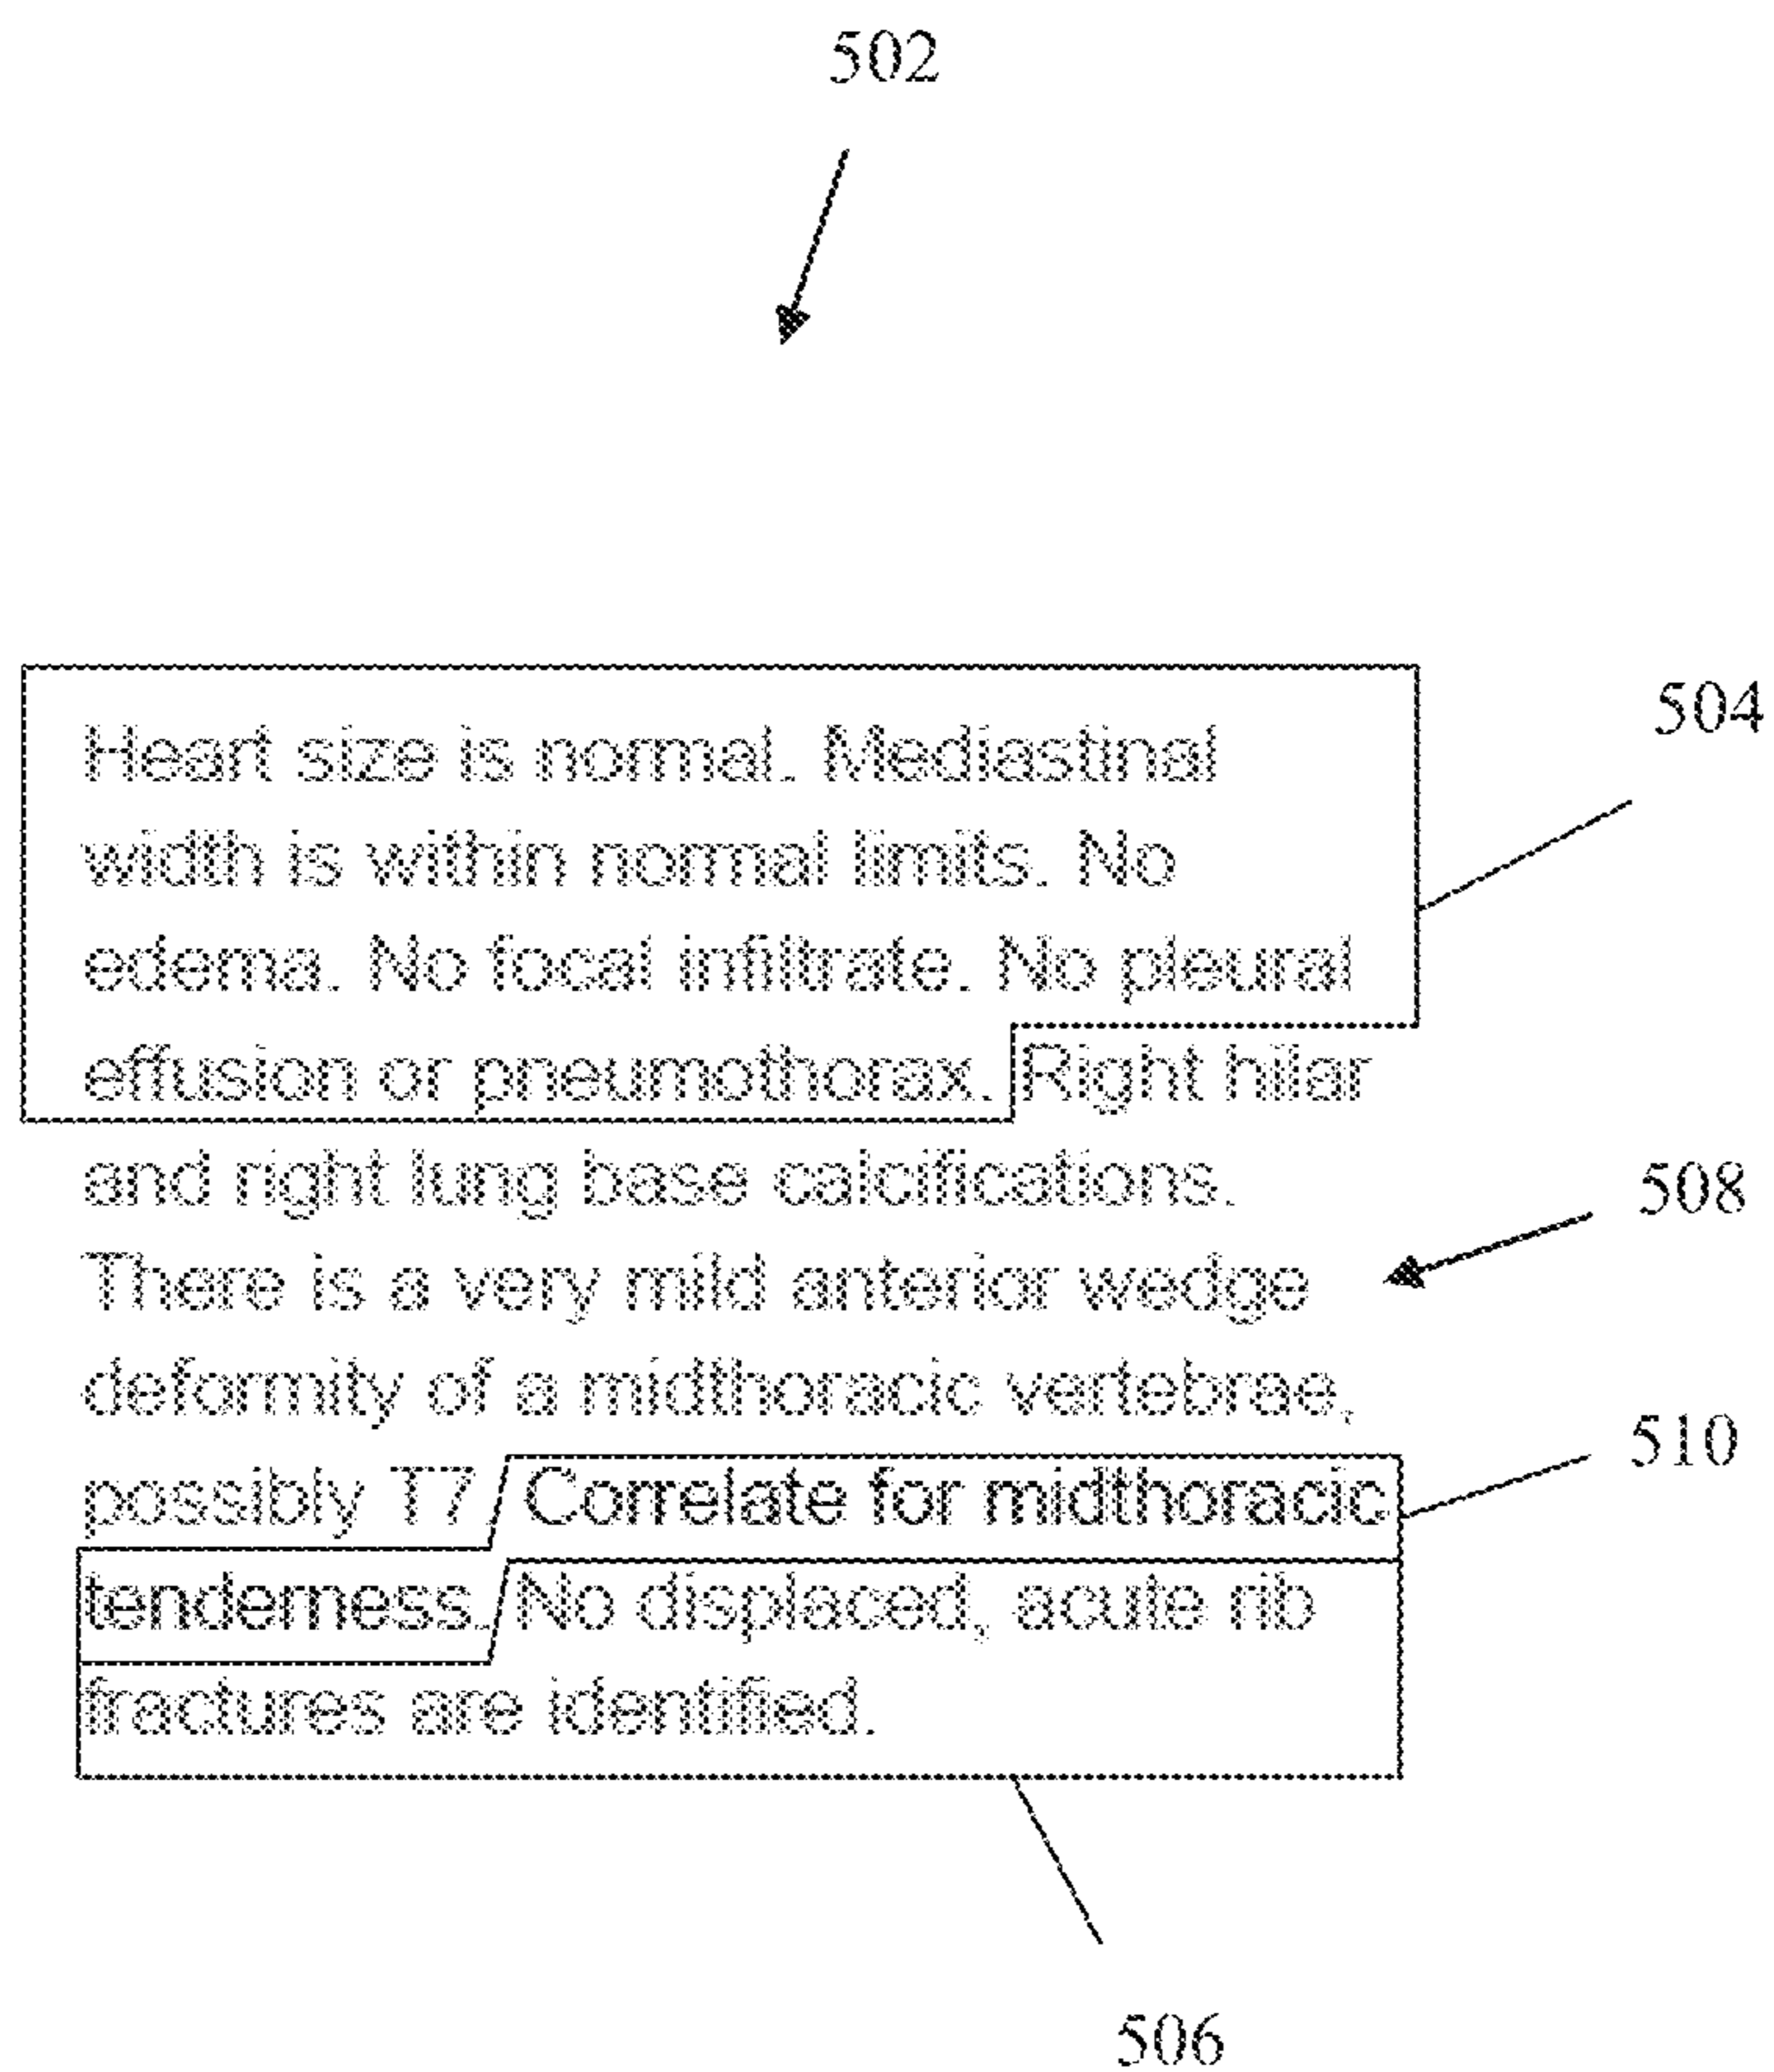 502
504
Heart size is normal. Mediastinal
width is within normal limits. No
edema. No focal infiltrate. No pleural
effusion or pneumothorax. Right hilar
and right lung base calcifications.
508
There is a very mild anterior wedge
deformity of a midthoracic vertebrae,
510
possibly T7. Correlate for midthoracic
tenderness. No displaced, acute rib
fractures are identified.
506